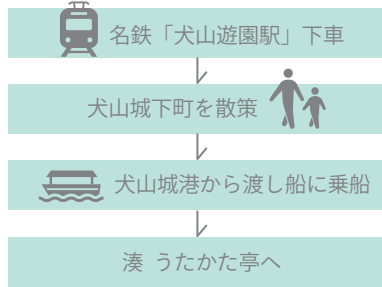 名鉄「犬山遊園駅」下車
犬山城下町を散策
犬山城港から渡し船に乗船
湊 うたかた亭へ